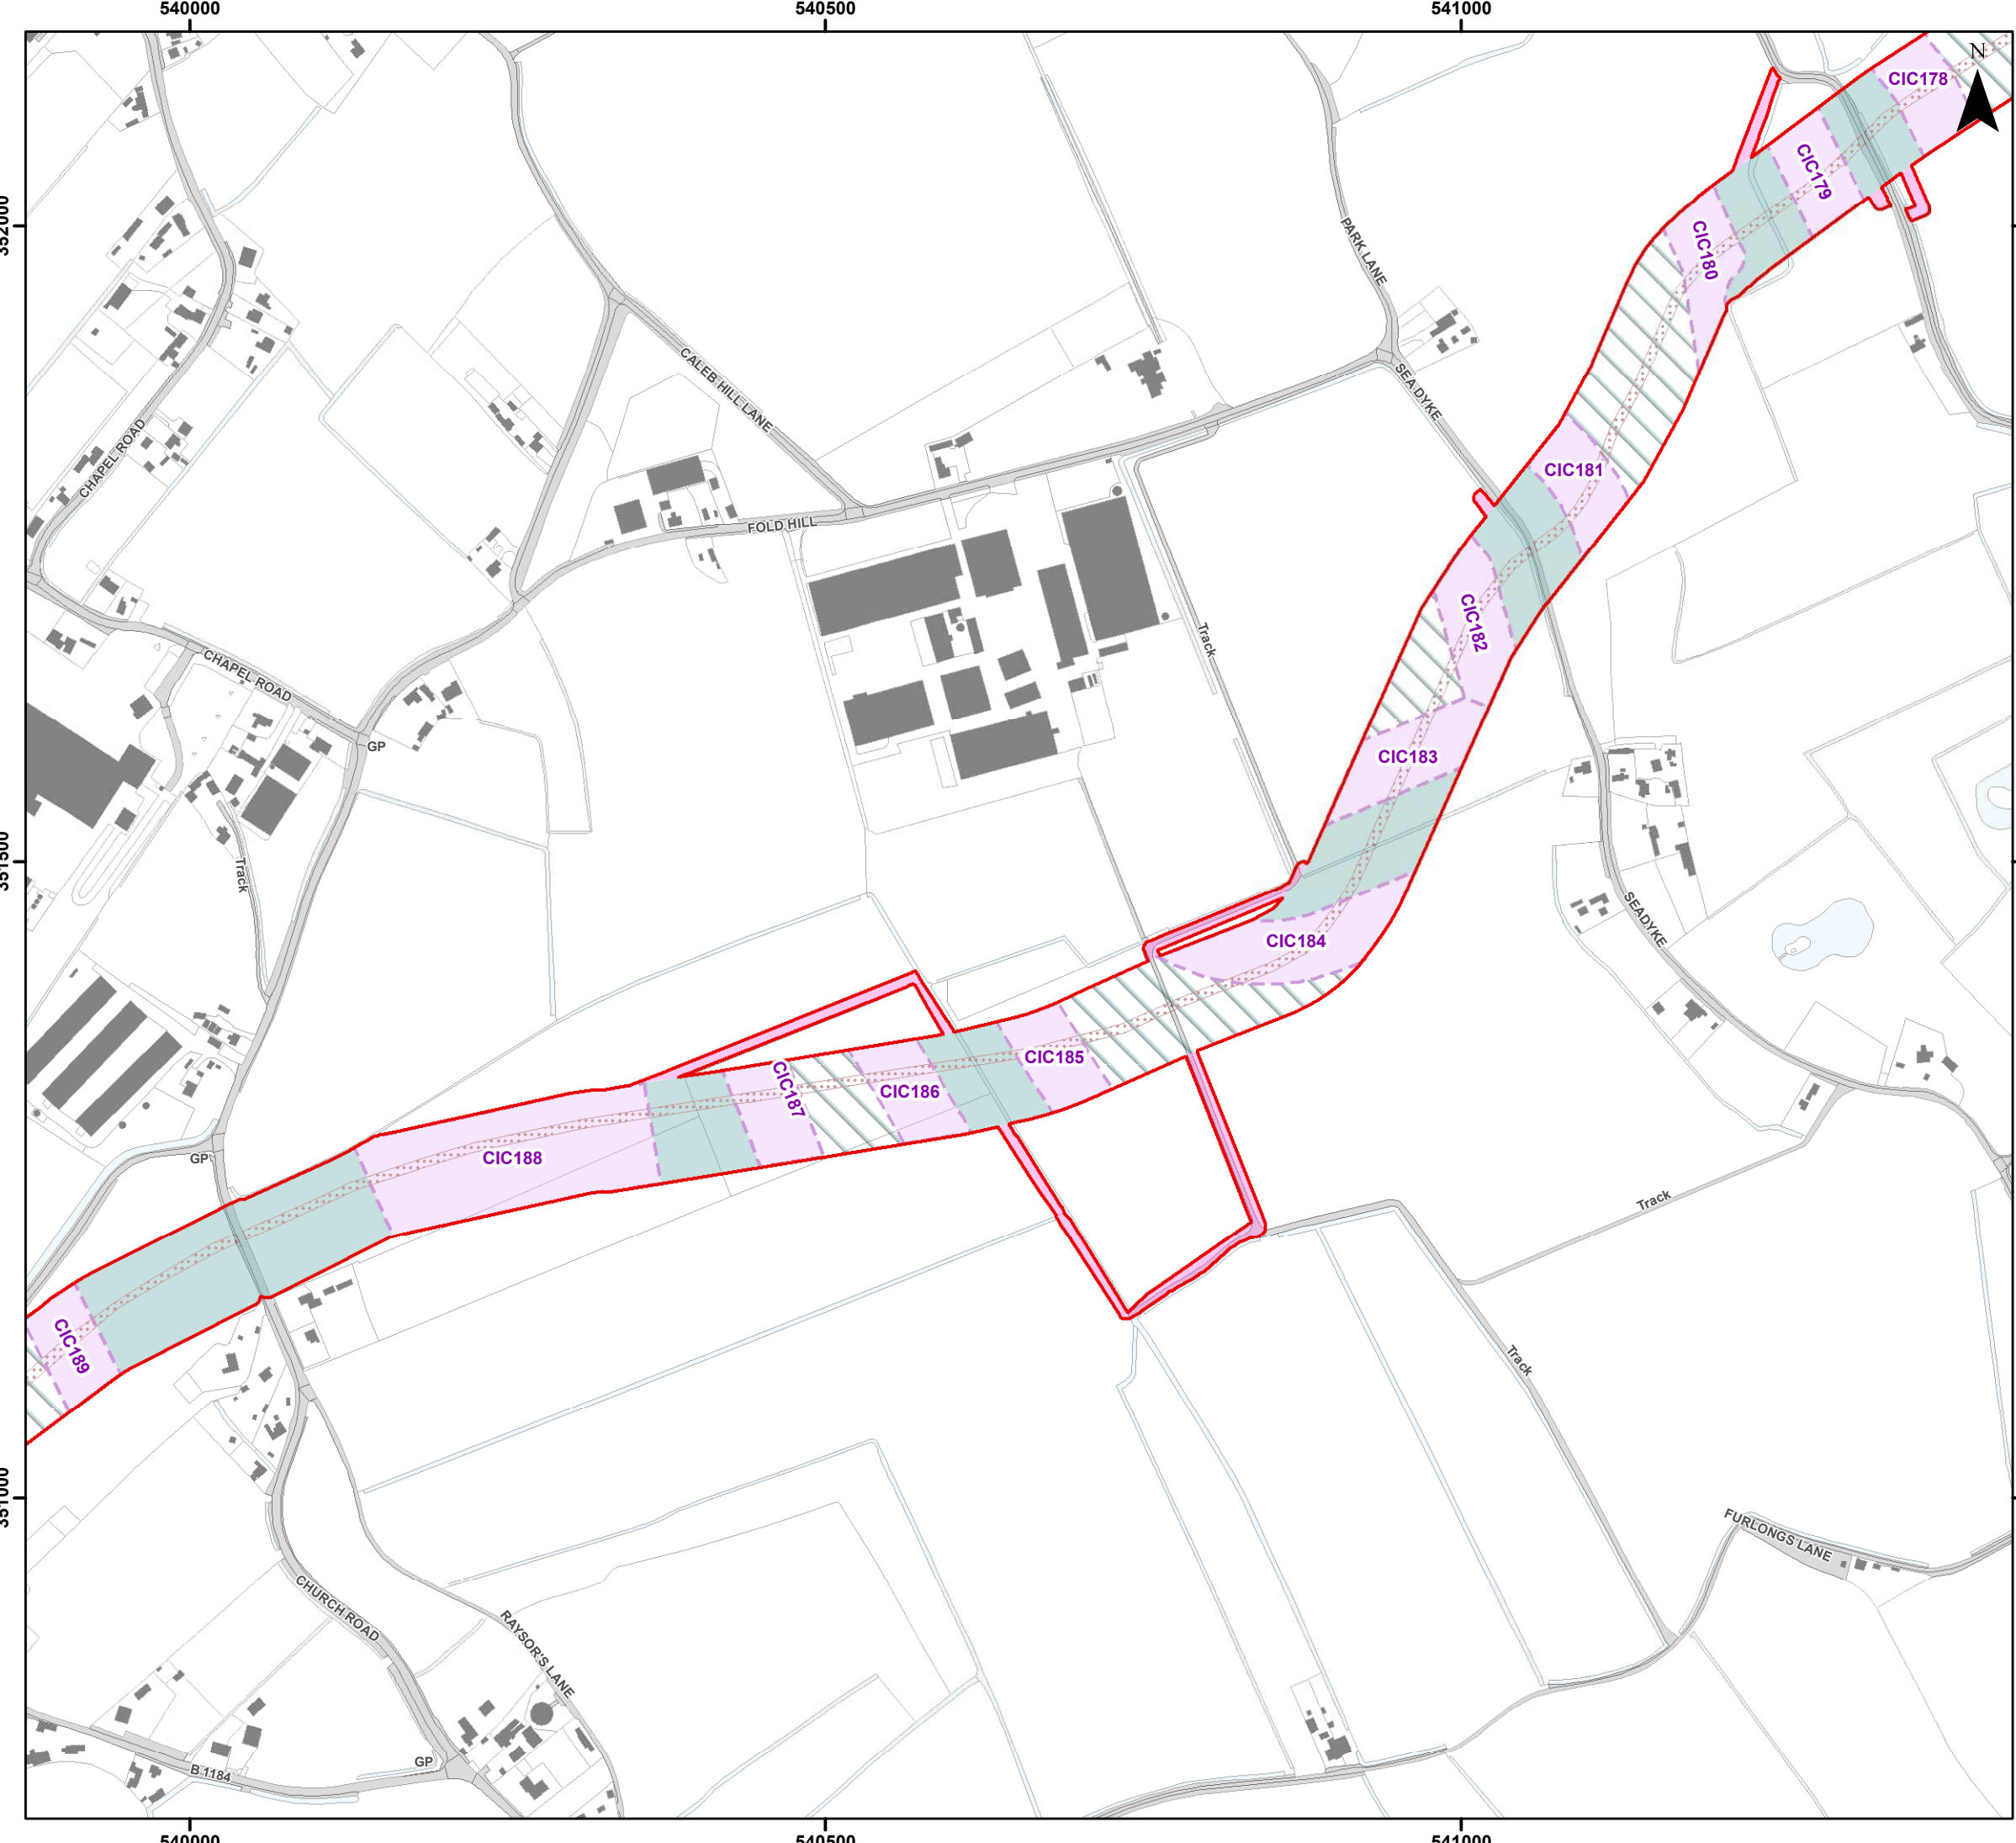 540000
540500
541000
N
CIC178
CIC179
352000
CIC180
PARK LANE
CALEB HILL LANE
SEA DYKE
CHAPEL ROAD
CIC181
FOLD HILL
CIC182
Track
CHAPEL ROAD
GP
CIC183
351500
Track
SEADYKE
CIC184
CIC185
CIC187
CIC186
CIC188
GP
Track
CIC189
Track
351000
FURLONGS LANE
CHURCH ROAD
RAYSOR'S LANE
GP
B 1184
540000
540500
541000